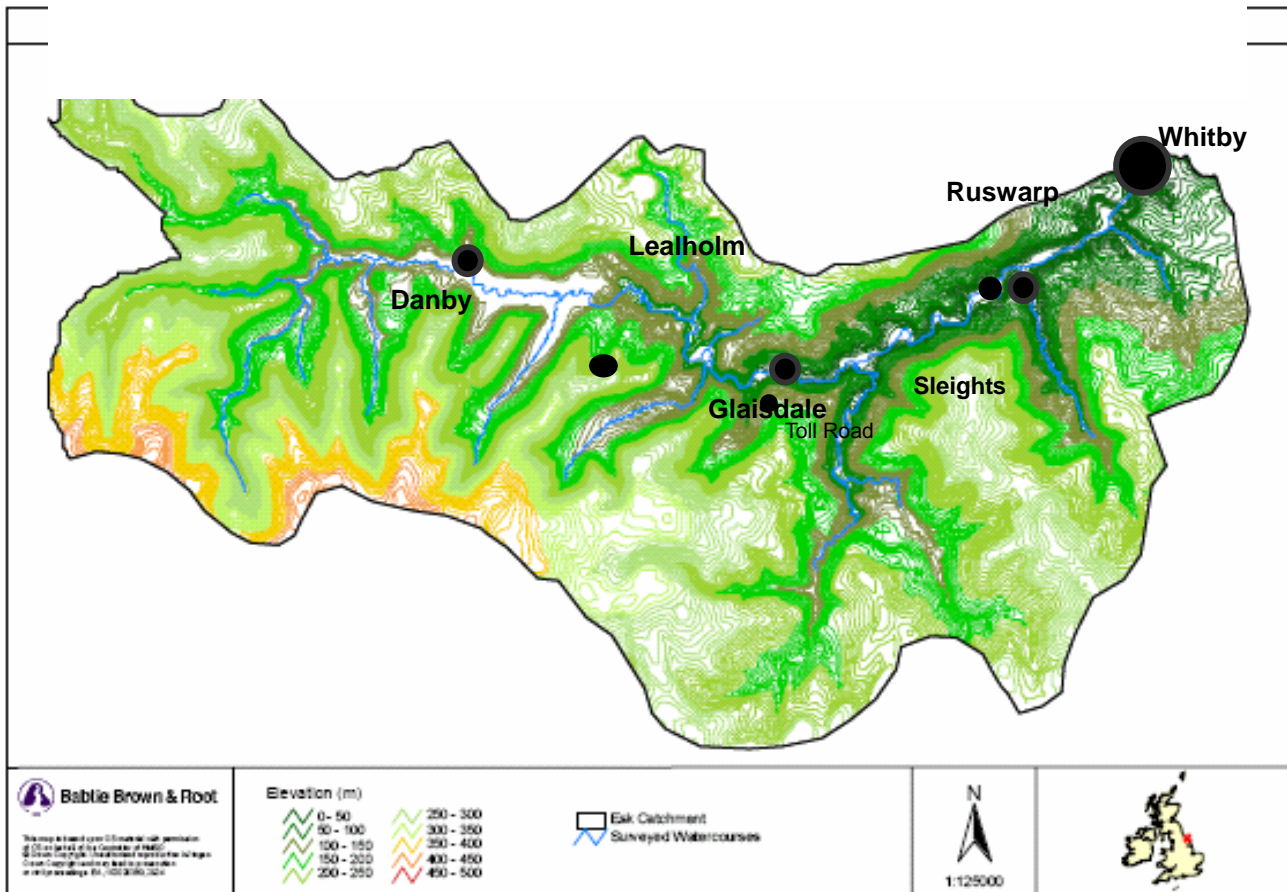 Whitby
Ruswarp
Lealholm
Danby
Sleights
Glaisdale
Toll Road
Bablie Brown & Root
Elevation (m)
0 - 50
50 - 100
100 - 150
150 - 200
200 - 250
250 - 300
300 - 350
350 - 400
400 - 450
450 - 500
Esk Catchment
Surveyed Watercourses
N
1:125000